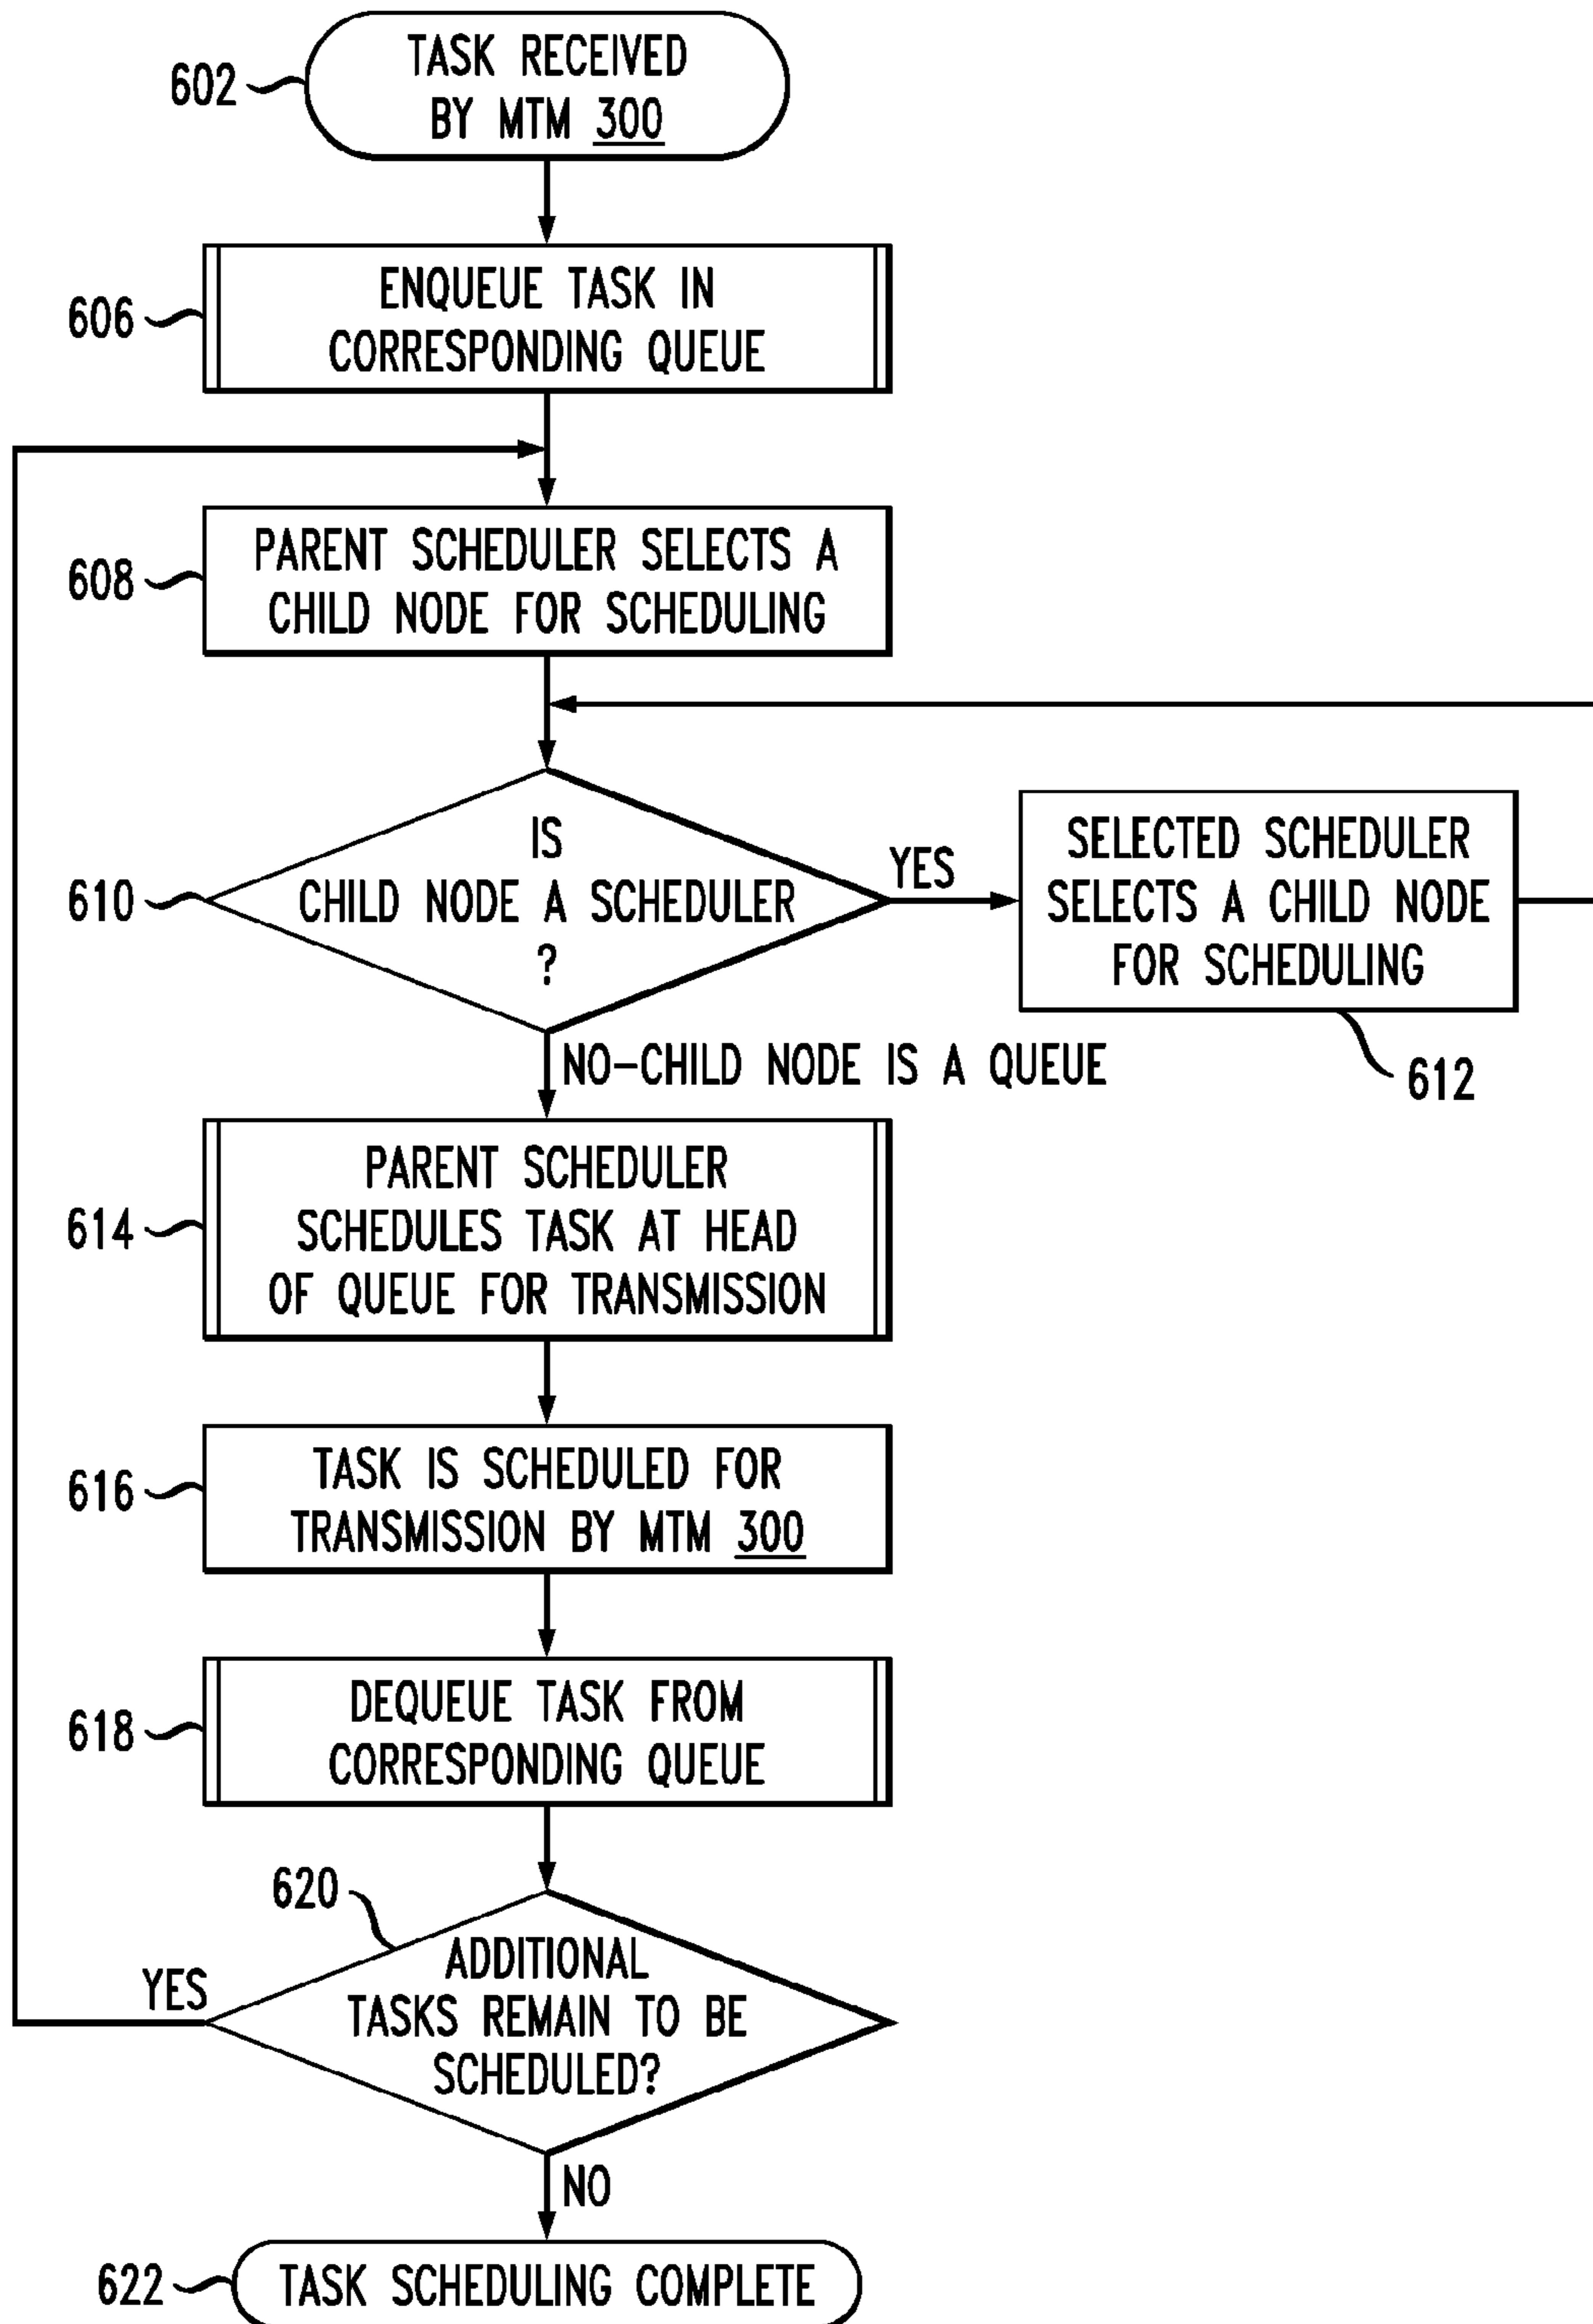 602
TASK RECEIVED
BY MTM 300
606
ENQUEUE TASK IN
CORRESPONDING QUEUE
608
PARENT SCHEDULER SELECTS A
CHILD NODE FOR SCHEDULING
610
IS
CHILD NODE A SCHEDULER
?
YES
SELECTED SCHEDULER
SELECTS A CHILD NODE
FOR SCHEDULING
612
NO-CHILD NODE IS A QUEUE
614
PARENT SCHEDULER
SCHEDULES TASK AT HEAD
OF QUEUE FOR TRANSMISSION
616
TASK IS SCHEDULED FOR
TRANSMISSION BY MTM 300
618
DEQUEUE TASK FROM
CORRESPONDING QUEUE
620
ADDITIONAL
TASKS REMAIN TO BE
SCHEDULED?
YES
NO
622
TASK SCHEDULING COMPLETE